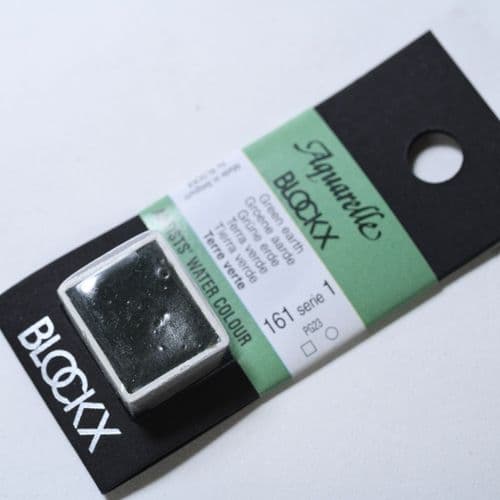 Aquarelle
BLOCKX
Green earth
Groene aarde
Grüne erde
Terra verde
Tierra verde
Terre verte
161 serie 1
PG23
WATER COLOUR
BLOCKX